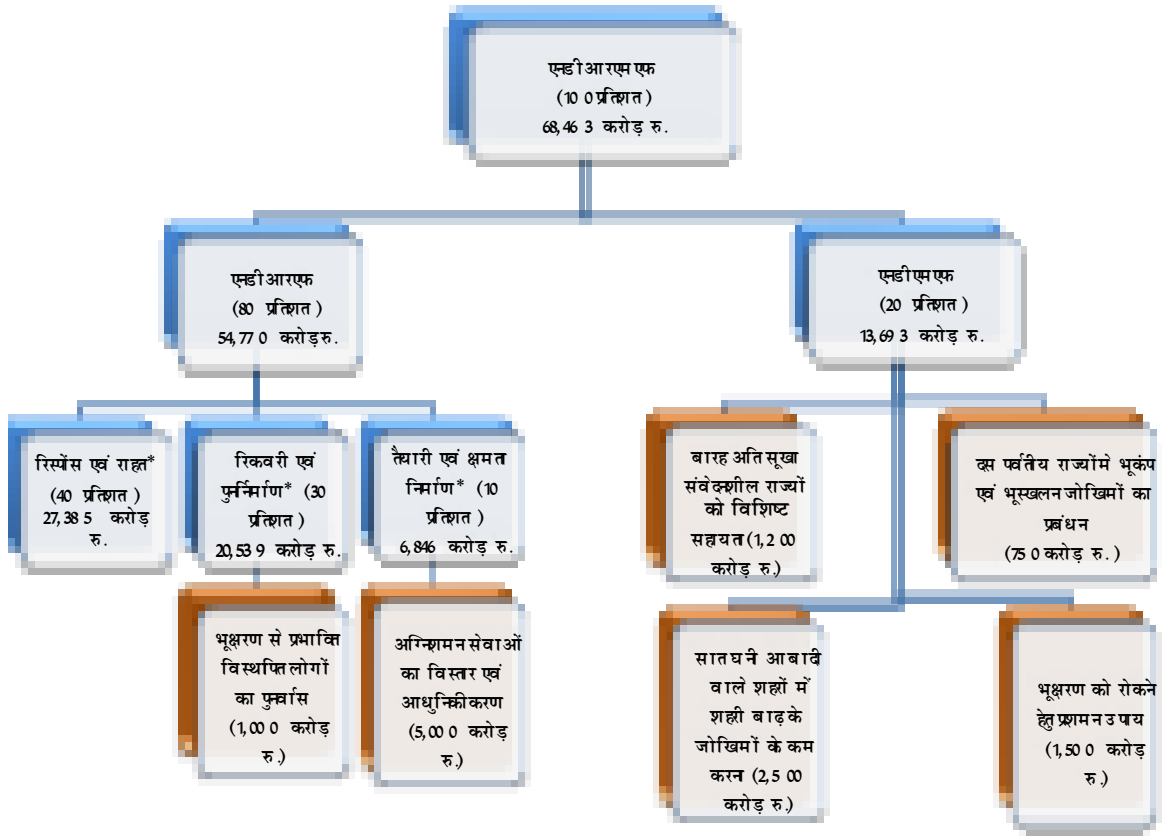 एनडीआरएमएफ
(100 प्रतिशत)
68,463 करोड़ रु.
एनडीआरएफ
(80 प्रतिशत)
54,770 करोड़ रु.
एनडीएमएफ
(20 प्रतिशत)
13,693 करोड़ रु.
रिस्पोंस एवं राहत*
(40 प्रतिशत)
27,385 करोड़
रु.
रिकवरी एवं
पुनर्निर्माण* (30
प्रतिशत)
20,539 करोड़ रु.
तैयारी एवं क्षमता
निर्माण* (10
प्रतिशत)
6,846 करोड़ रु.
बारह अति सूखा
संवेदनशील राज्यों
को विशिष्ट
सहायता (1,200
करोड़ रु.)
दस पर्वतीय राज्यों मे भूकंप
एवं भूस्खलन जोखिमों का
प्रबंधन
(750 करोड़ रु.)
भूक्षरण से प्रभावित
विस्थापित लोगों
का पुनर्वास
(1,000 करोड़
रु.)
अग्निशमन सेवाओं
का विस्तार एवं
आधुनिकीकरण
(5,000 करोड़
रु.)
सात घनी आबादी
वाले शहरों में
शहरी बाढ़ के
जोखिमों के कम
करना (2,500
करोड़ रु.)
भूक्षरण को रोकने
हेतु प्रशमन उपाय
(1,500 करोड़
रु.)